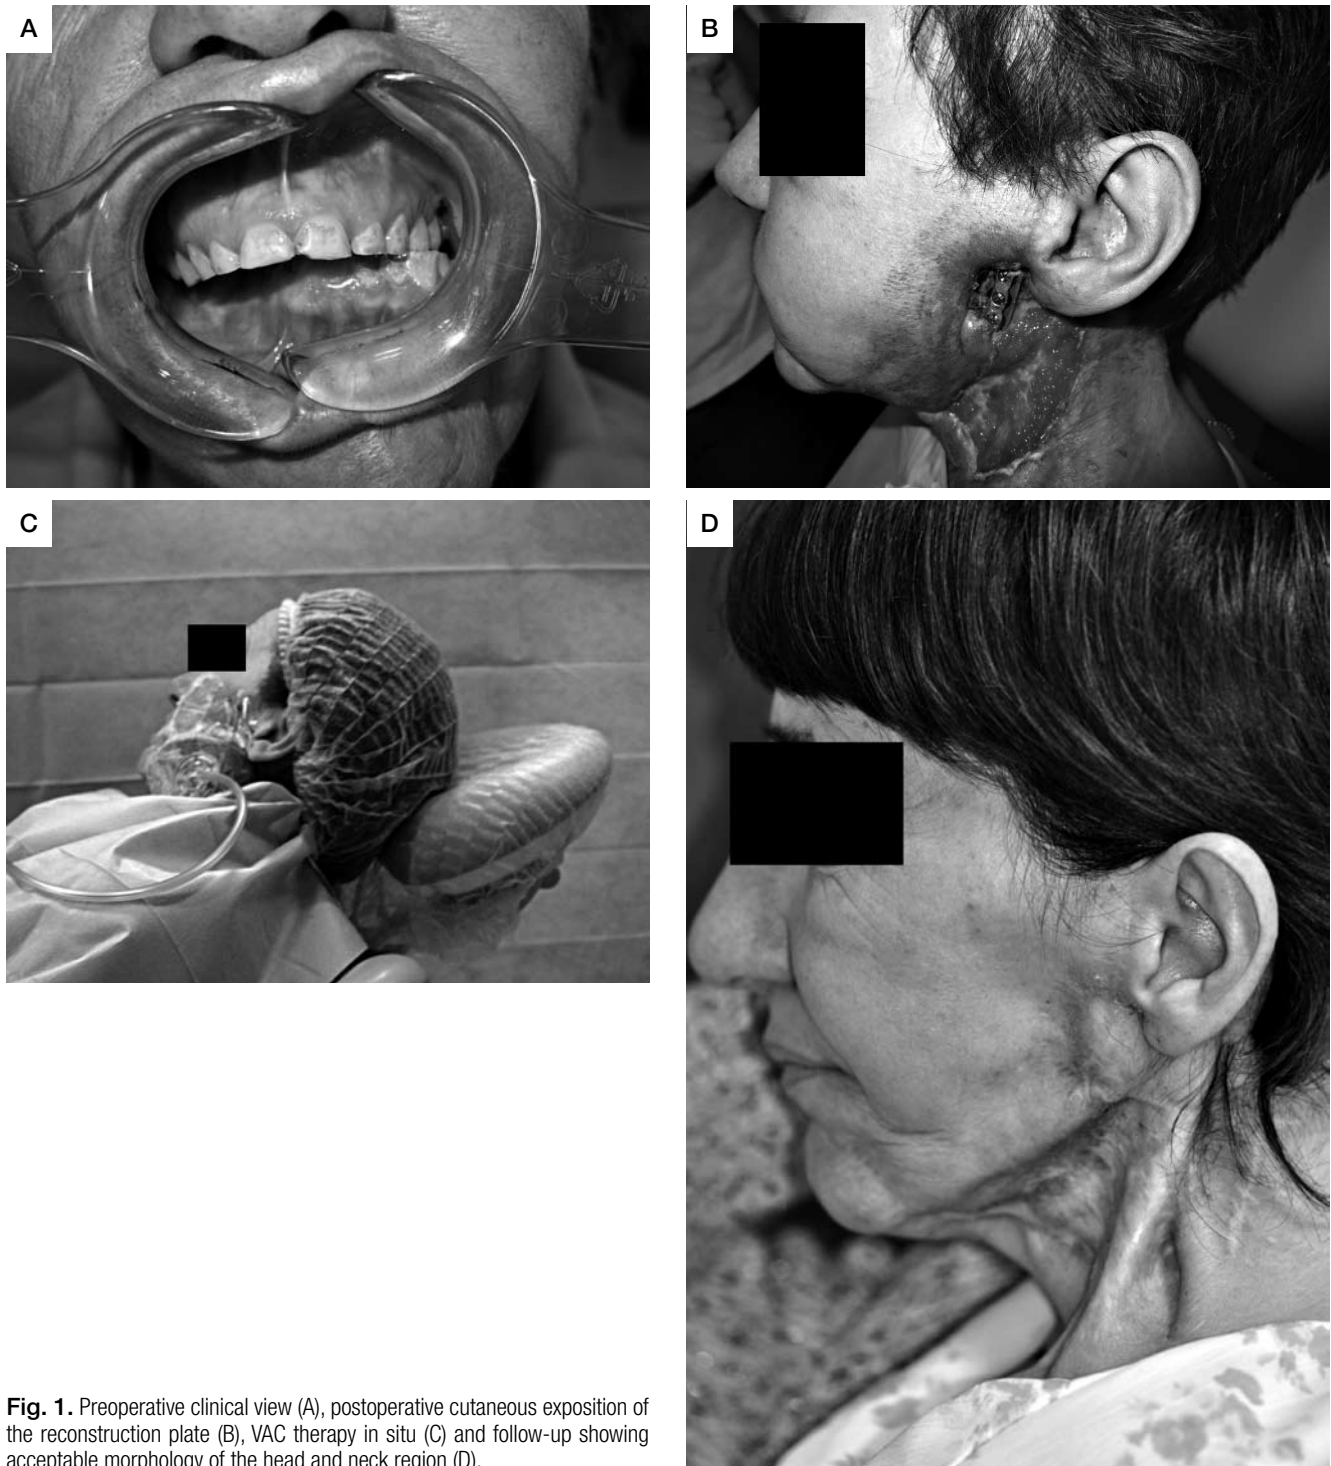 A
B
C
D
Fig. 1. Preoperative clinical view (A), postoperative cutaneous exposition of
the reconstruction plate (B), VAC therapy in situ (C) and follow-up showing
acceptable morphology of the head and neck region (D).